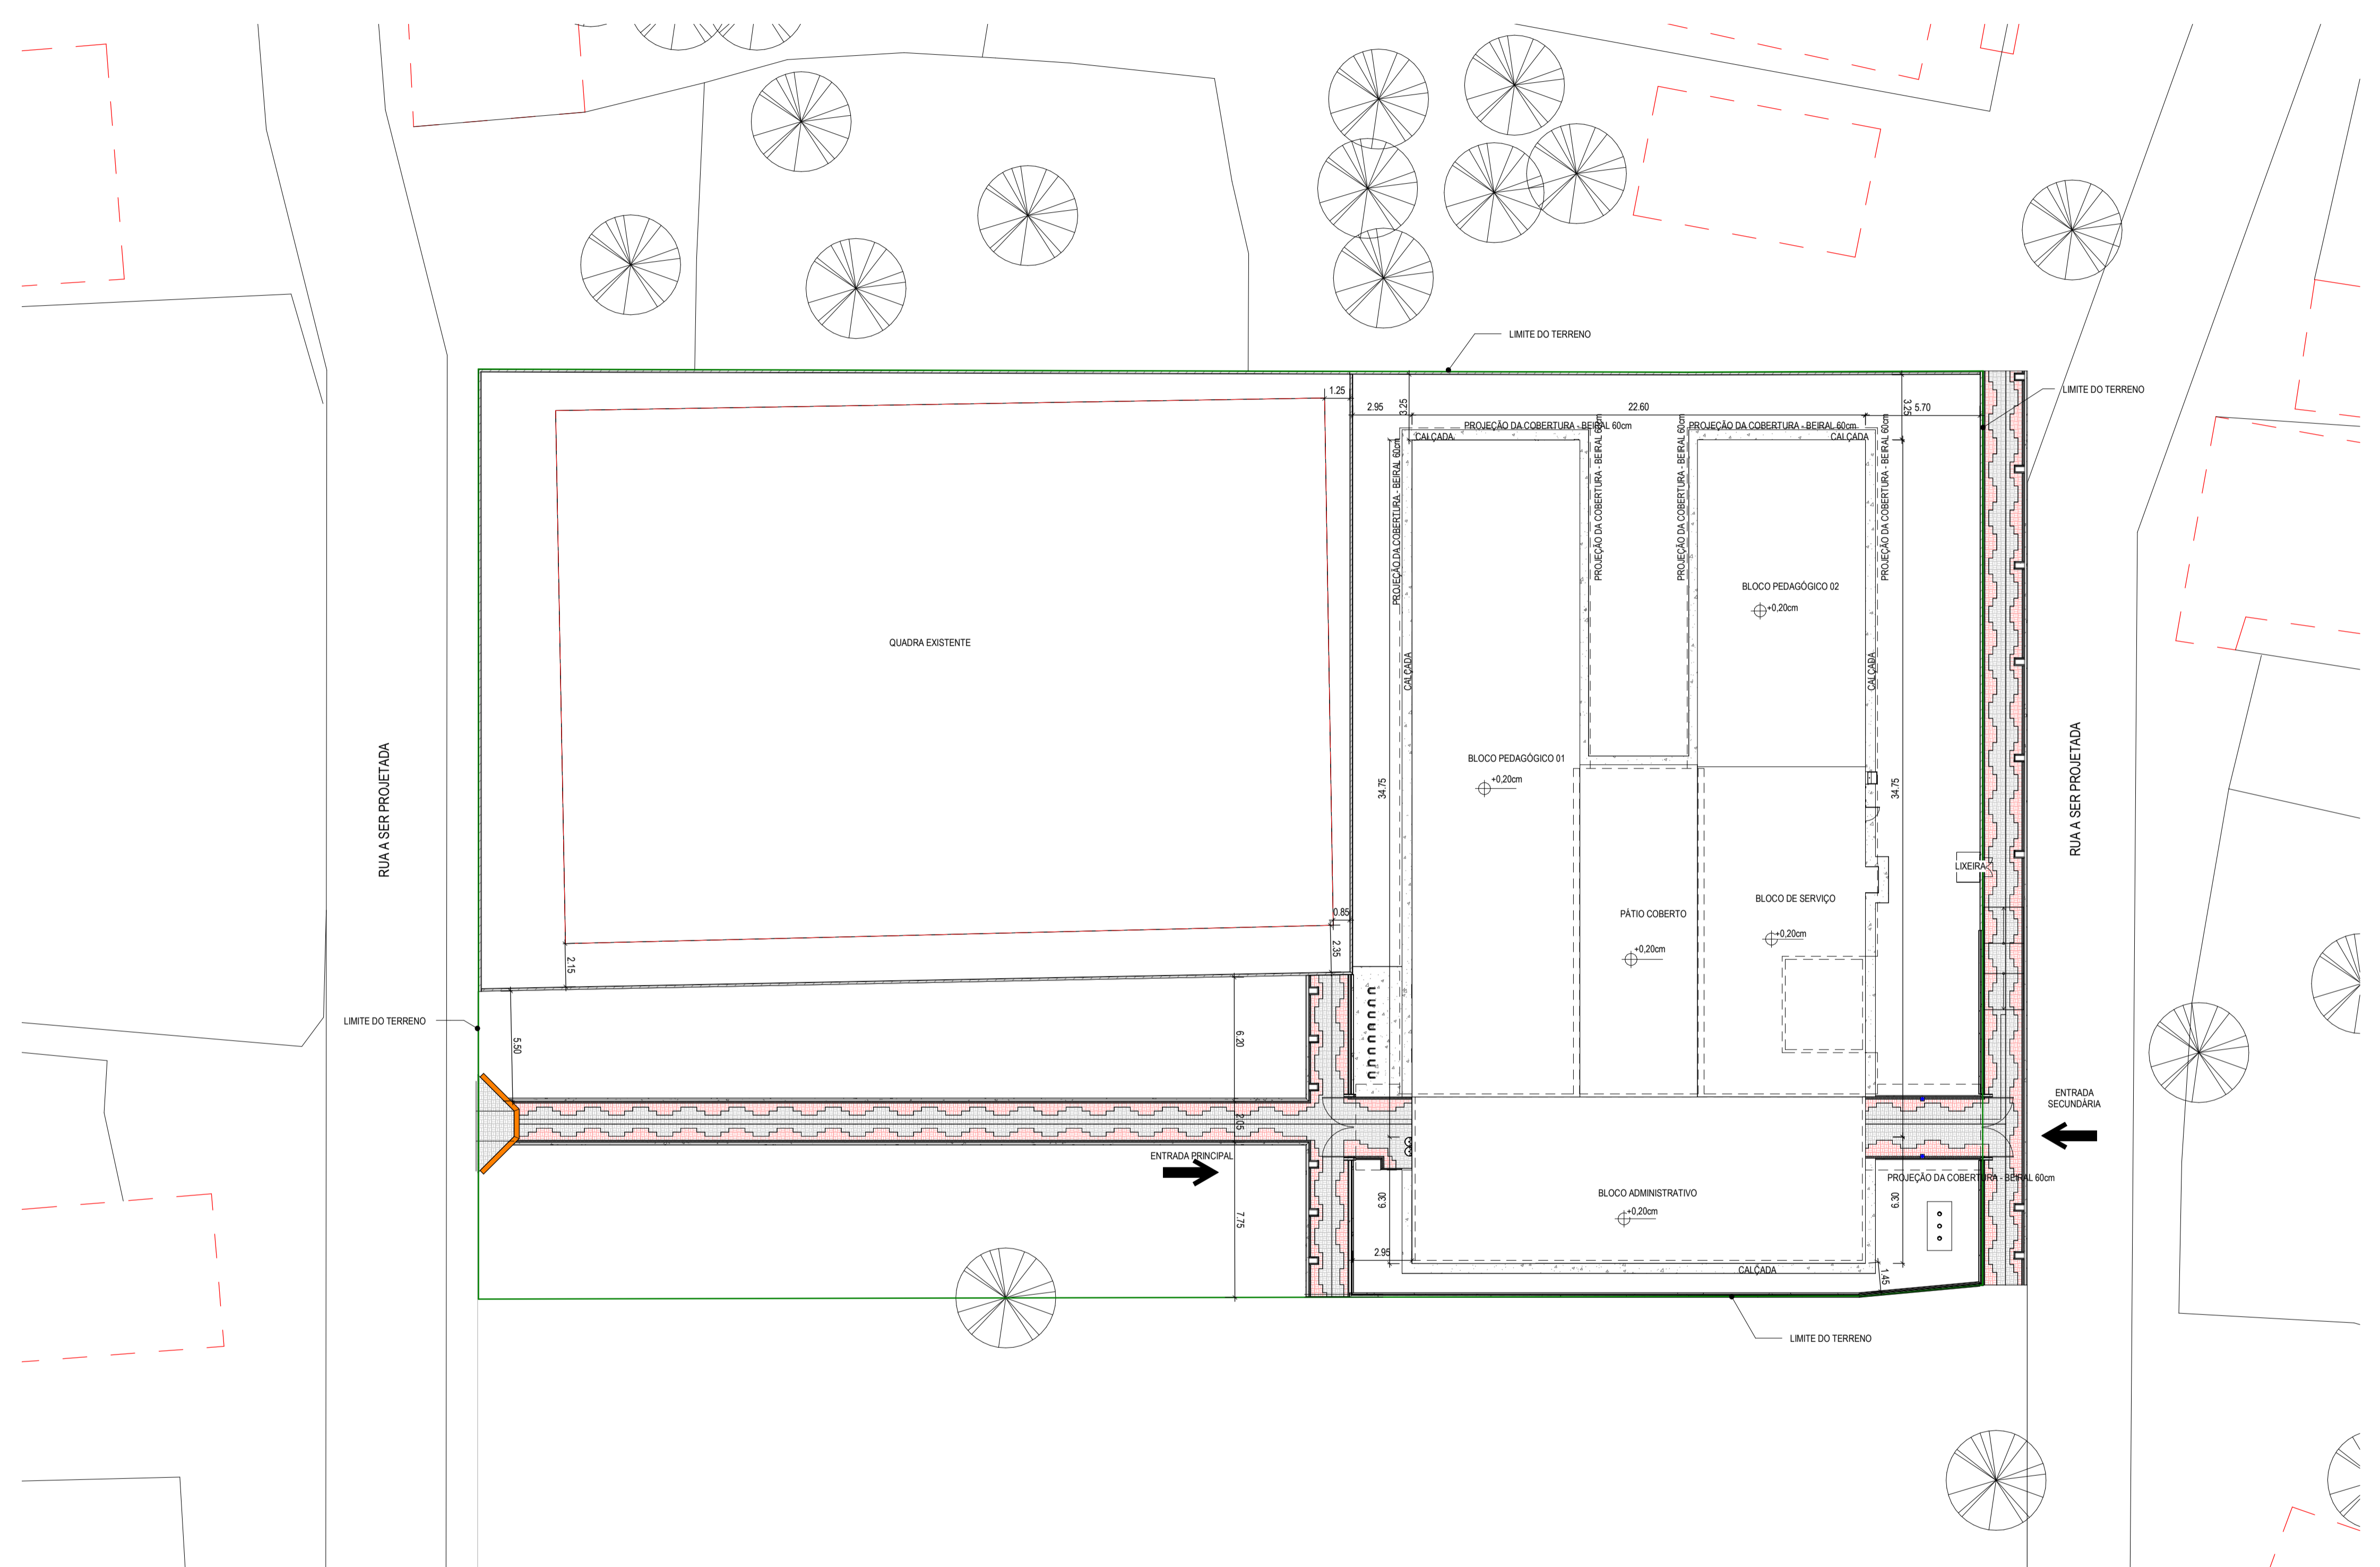 LIMITE DO TERRENO
LIMITE DO TERRENO
1.25
2.95
3.25
22.60
3.25
5.70
PROJEÇÃO DA COBERTURA - BEIRAL 60cm
PROJEÇÃO DA COBERTURA - BEIRAL 60cm
CALÇADA
CALÇADA
PROJEÇÃO DA COBERTURA - BEIRAL 60cm
PROJEÇÃO DA COBERTURA - BEIRAL 60cm
PROJEÇÃO DA COBERTURA - BEIRAL 60cm
PROJEÇÃO DA COBERTURA - BEIRAL 60cm
BLOCO PEDAGÓGICO 02
+0,20cm
QUADRA EXISTENTE
CALÇADA
CALÇADA
BLOCO PEDAGÓGICO 01
+0,20cm
34.75
34.75
RUA A SER PROJETADA
RUA A SER PROJETADA
LIXEIRA
BLOCO DE SERVIÇO
+0,20cm
PÁTIO COBERTO
+0,20cm
0.85
2.35
2.15
LIMITE DO TERRENO
5.50
6.20
2.05
ENTRADA
SECUNDÁRIA
ENTRADA PRINCIPAL
PROJEÇÃO DA COBERTURA - BEIRAL 60cm
BLOCO ADMINISTRATIVO
+0,20cm
6.30
6.30
7.75
2.95
CALÇADA
1.45
LIMITE DO TERRENO